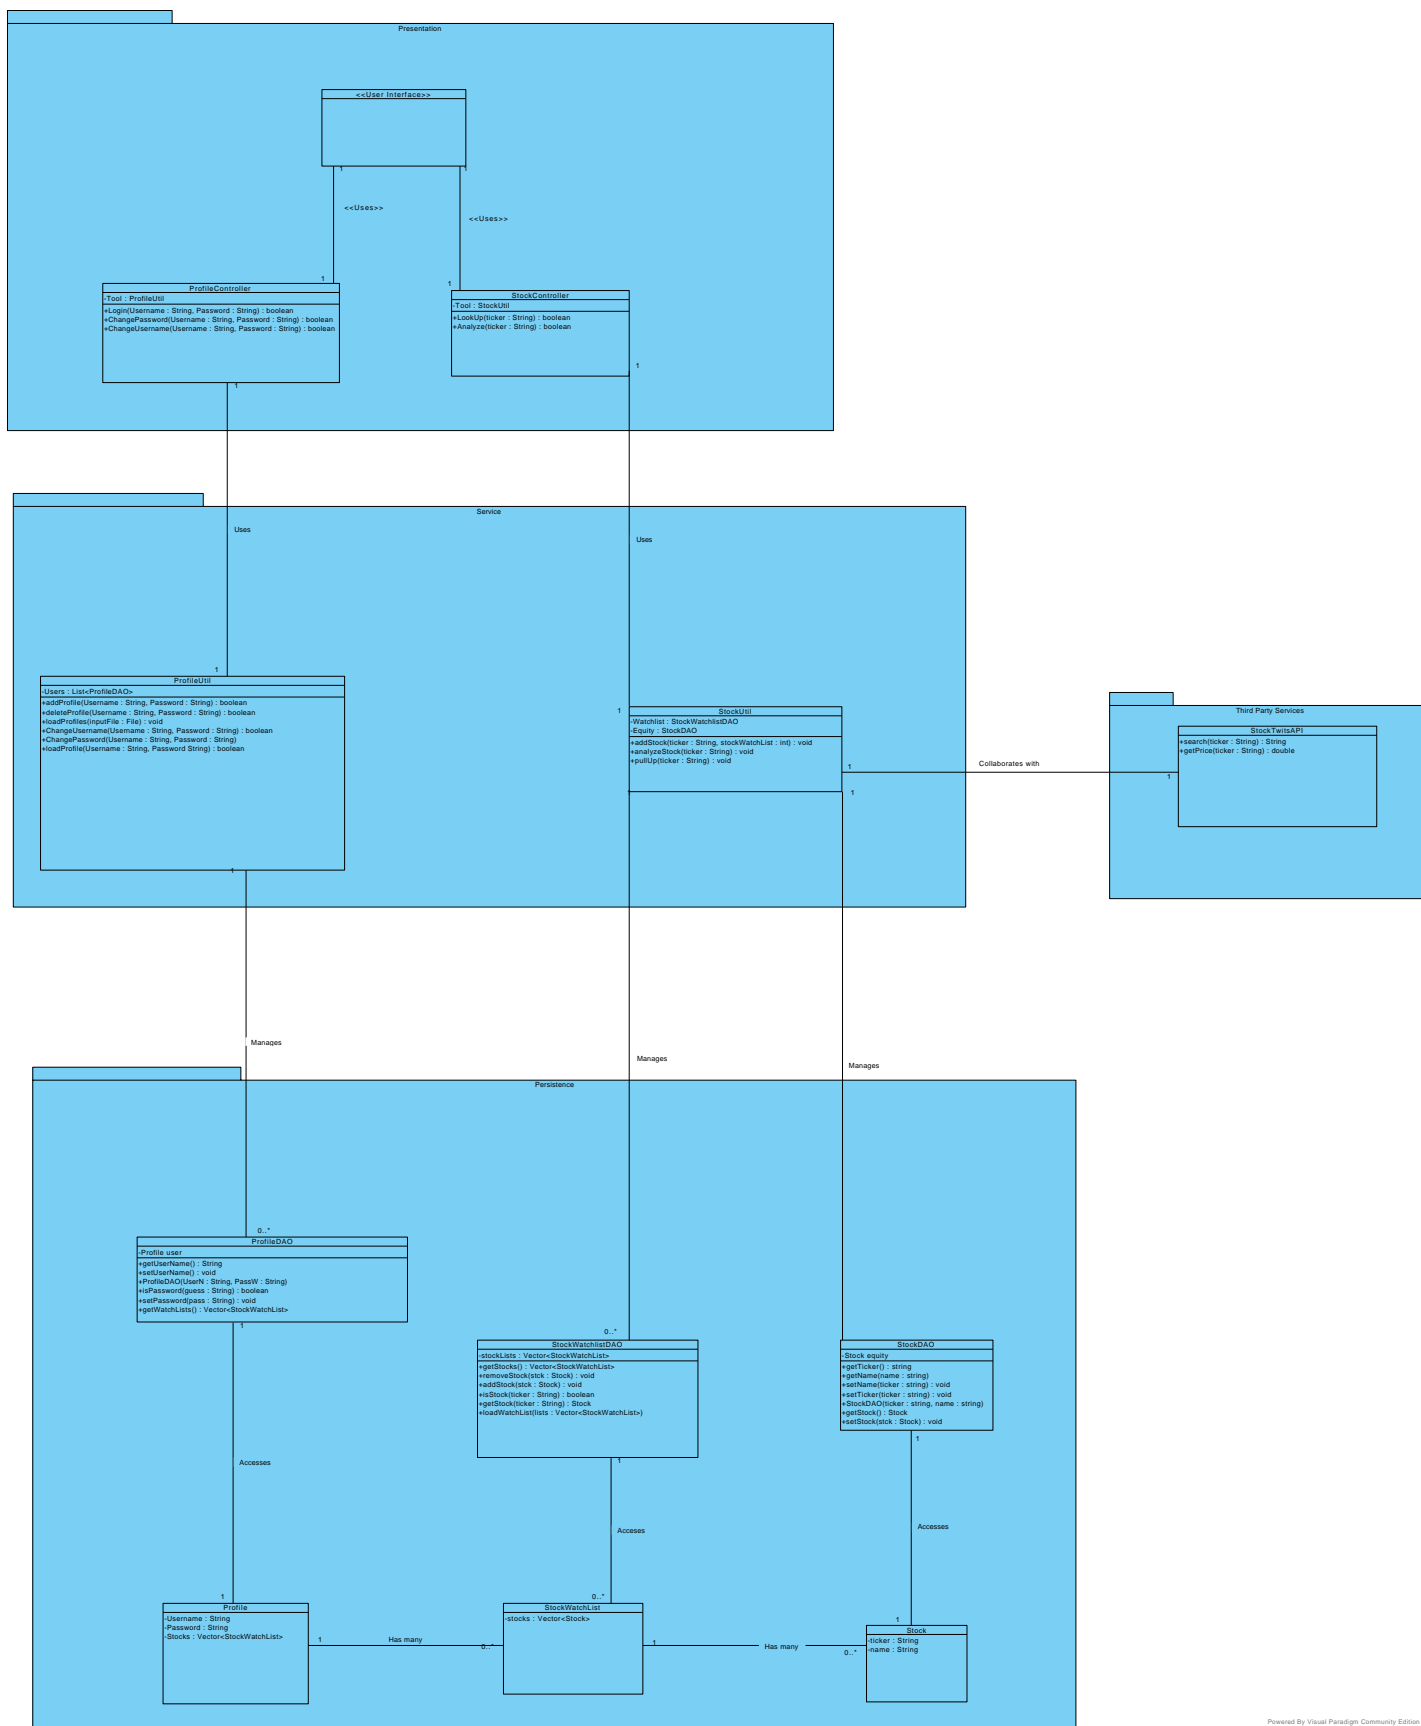 Presentation
<<User Interface>>
1
1
<<Uses>>
<<Uses>>
1
1
ProfileController
-Tool : ProfileUtil
+Login(Username : String, Password : String) : boolean
+ChangePassword(Username : String, Password : String) : boolean
+ChangeUsername(Username : String, Password : String) : boolean
StockController
-Tool : StockUtil
+LookUp(ticker : String) : boolean
+Analyze(ticker : String) : boolean
1
1
Service
Uses
Uses
1
ProfileUtil
-Users : List<ProfileDAO>
+addProfile(Username : String, Password : String) : boolean
+deleteProfile(Username : String, Password : String) : boolean
+loadProfiles(inputFile : File) : void
+ChangeUsername(Username : String, Password : String) : boolean
+ChangePassword(Username : String, Password : String)
+loadProfile(Username : String, Password String) : boolean
1
1
StockUtil
-Watchlist : StockWatchlistDAO
-Equity : StockDAO
+addStock(ticker : String, stockWatchList : int) : void
+analyzeStock(ticker : String) : void
+pullUp(ticker : String) : void
1
1
1
Collaborates with
1
Third Party Services
StockTwitsAPI
+search(ticker : String) : String
+getPrice(ticker : String) : double
Manages
Manages
Manages
Persistence
0..*
ProfileDAO
-Profile user
+getUserName() : String
+setUserName() : void
+ProfileDAO(UserN : String, PassW : String)
+isPassword(guess : String) : boolean
+setPassword(pass : String) : void
+getWatchLists() : Vector<StockWatchList>
1
0..*
StockWatchlistDAO
-stockLists : Vector<StockWatchList>
+getStocks() : Vector<StockWatchList>
+removeStock(stck : Stock) : void
+addStock(stck : Stock) : void
+isStock(ticker : String) : boolean
+getStock(ticker : String) : Stock
+loadWatchList(lists : Vector<StockWatchList>)
1
StockDAO
-Stock equity
+getTicker() : string
+getName(name : string)
+setName(ticker : string) : void
+setTicker(ticker : string) : void
+StockDAO(ticker : string, name : string)
+getStock() : Stock
+setStock(stck : Stock) : void
1
Accesses
Acceses
Accesses
1
Profile
-Username : String
-Password : String
-Stocks : Vector<StockWatchList>
1
Has many
0..*
0..*
StockWatchList
-stocks : Vector<Stock>
1
Has many
0..*
1
Stock
-ticker : String
-name : String
Powered By Visual Paradigm Community Edition